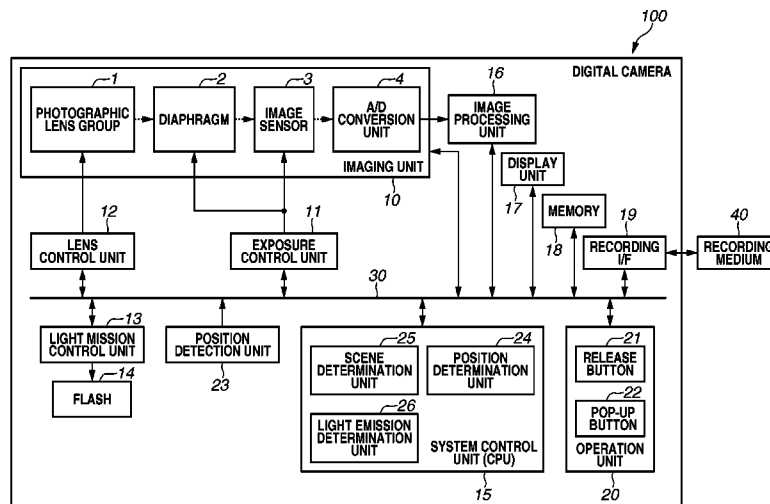 100
DIGITAL CAMERA
1
2
3
4
16
PHOTOGRAPHIC
LENS GROUP
DIAPHRAGM
IMAGE
SENSOR
A/D
CONVERSION
UNIT
IMAGE
PROCESSING
UNIT
IMAGING UNIT
10
DISPLAY
UNIT
17
MEMORY
18
12
LENS
CONTROL UNIT
11
EXPOSURE
CONTROL UNIT
19
RECORDING
I/F
40
RECORDING
MEDIUM
30
13
LIGHT MISSION
CONTROL UNIT
14
FLASH
POSITION
DETECTION UNIT
23
25
SCENE
DETERMINATION
UNIT
24
POSITION
DETERMINATION
UNIT
26
LIGHT EMISSION
DETERMINATION
UNIT
SYSTEM CONTROL
UNIT (CPU)
15
21
RELEASE
BUTTON
22
POP-UP
BUTTON
OPERATION
UNIT
20